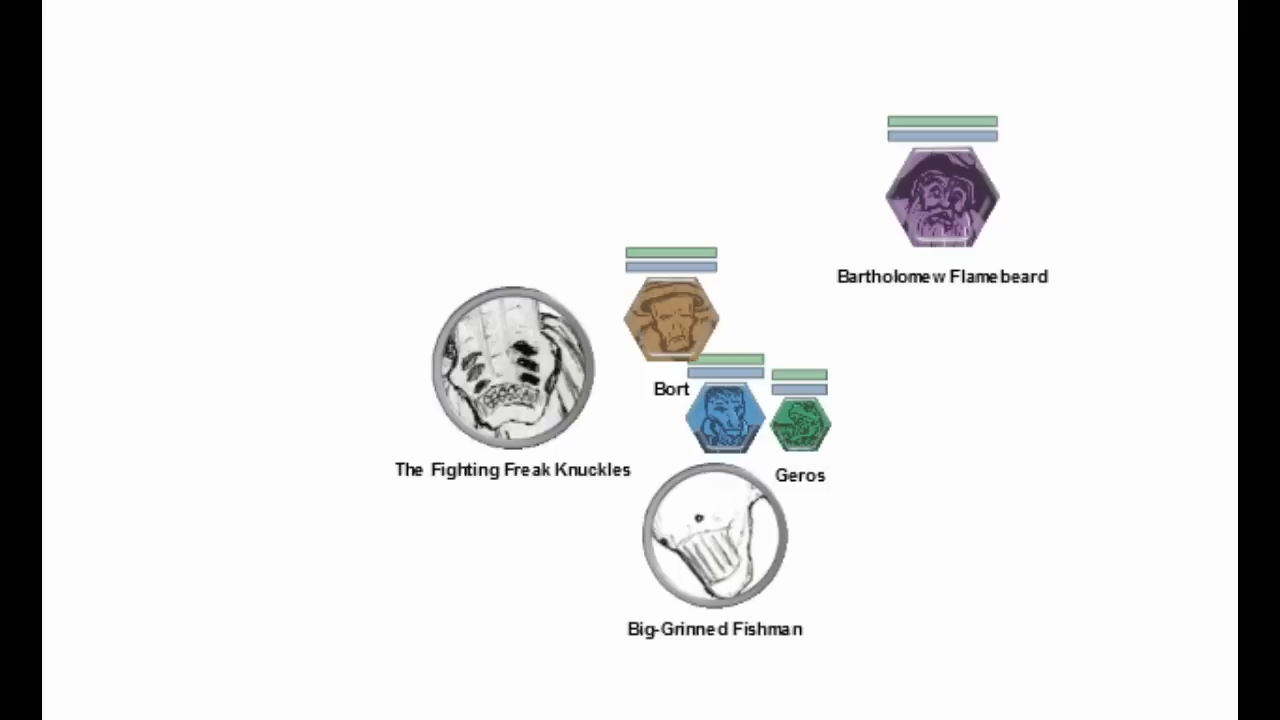 Bartholomew Flamebeard
Bort
The Fighting Freak Knuckles
Geros
Big-Grinned Fishman